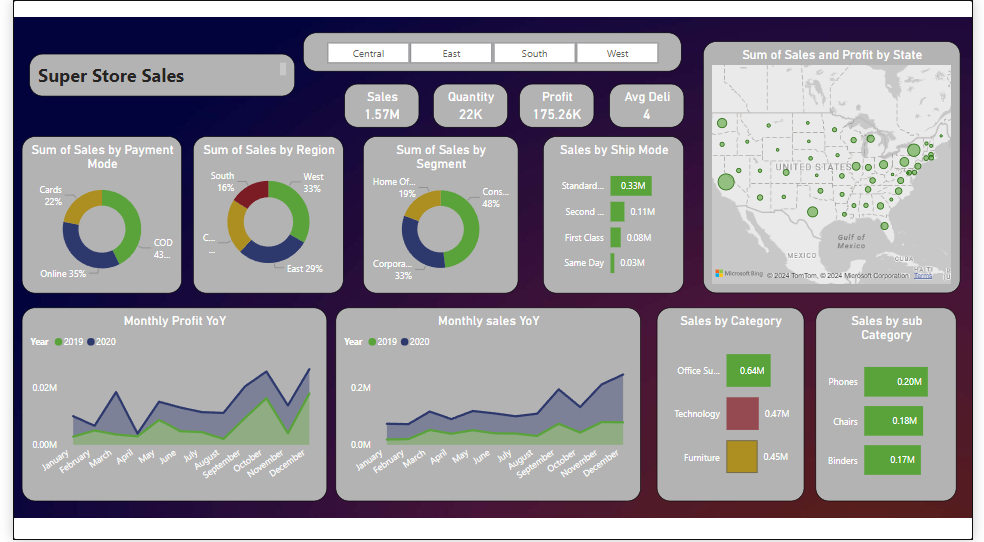 Super Store Sales
Central
East
South
West
Sales
1.57M
Quantity
22K
Profit
175.26K
Avg Deli
4
Sum of Sales and Profit by State
UNITED STATES
Gulf of
Mexico
MEXICO
CUBA
HAITI
Microsoft Bing
© 2024 TomTom, © 2024 Microsoft Corporation
Terms
Sum of Sales by Payment
Mode
Cards
22%
COD
43...
Online 35%
Sum of Sales by Region
South
16%
West
33%
C...
...
East 29%
Sum of Sales by
Segment
Home Of...
19%
Cons...
48%
Corpora...
33%
Sales by Ship Mode
Standard...
0.33M
Second ...
0.11M
First Class
0.08M
Same Day
0.03M
Monthly Profit YoY
Year 2019 2020
0.02M
0.00M
January
February
March
April
May
June
July
August
September
October
November
December
Monthly sales YoY
Year 2019 2020
0.2M
0.0M
January
February
March
April
May
June
July
August
September
October
November
December
Sales by Category
Office Su...
0.64M
Technology
0.47M
Furniture
0.45M
Sales by sub
Category
Phones
0.20M
Chairs
0.18M
Binders
0.17M